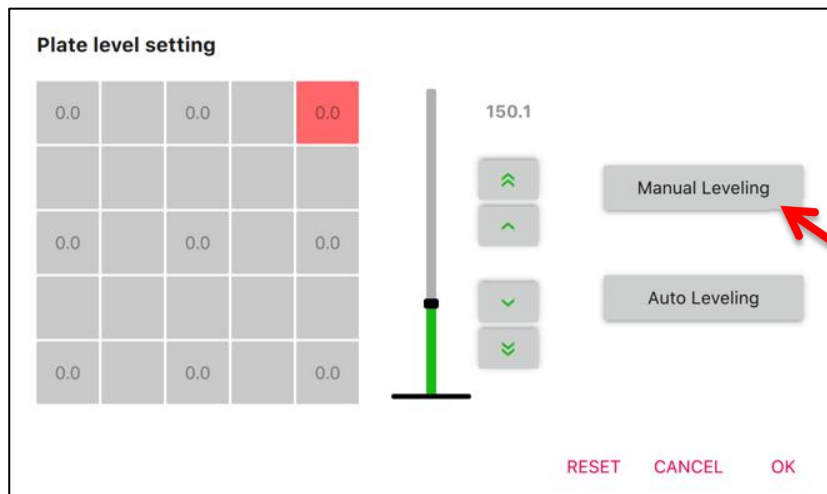 Plate level setting
0.0 0.0 0.0
150.1
Manual Leveling
0.0 0.0 0.0
Auto Leveling
0.0 0.0 0.0
RESET CANCEL OK